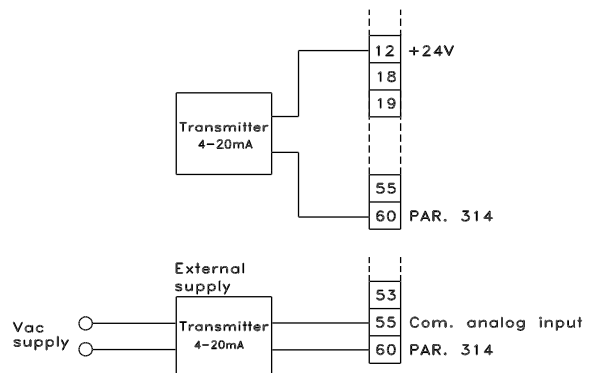 12 +24V
18
19
Transmitter
4-20mA
55
60 PAR. 314
External
supply
53
Vac
supply
Transmitter
4-20mA
55 Com. analog input
60 PAR. 314